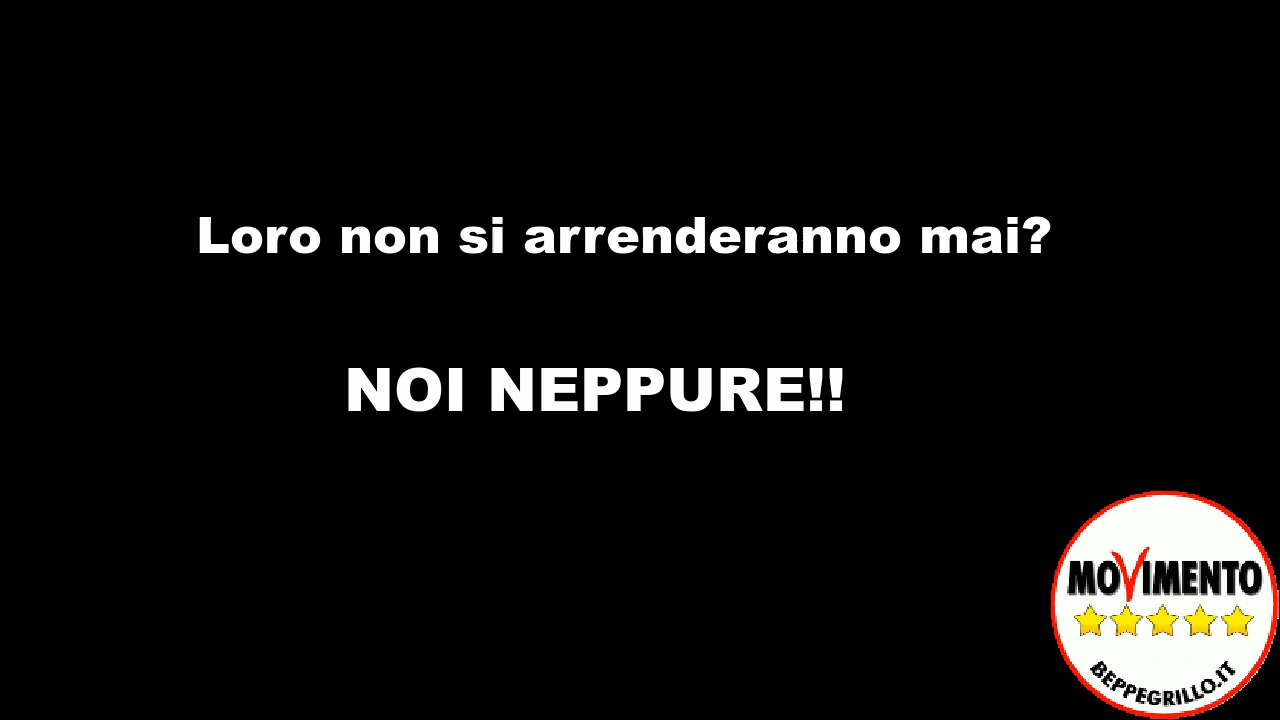 Loro non si arrenderanno mai?
NOI NEPPURE!!
MOVIMENTO
BEPPEGRILLO.IT